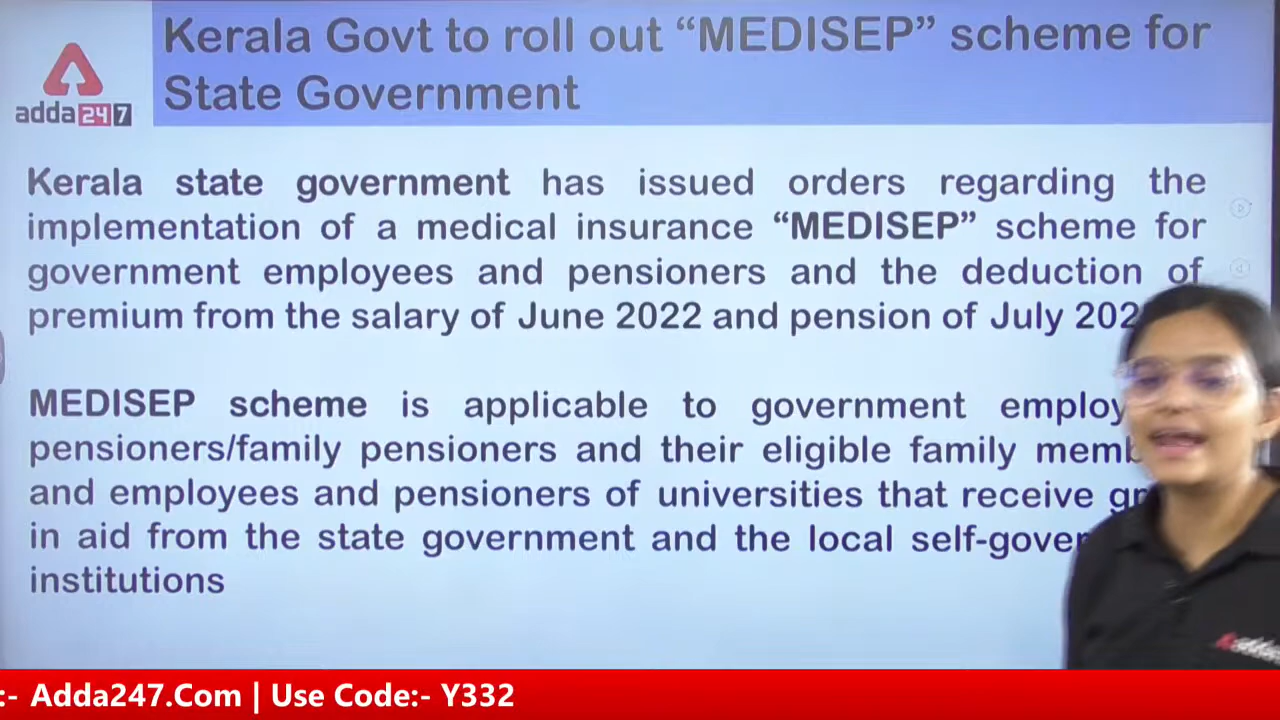 Kerala Govt to roll out “MEDISEP” scheme for
State Government
adda247
Kerala state government has issued orders regarding the
implementation of a medical insurance “MEDISEP” scheme for
government employees and pensioners and the deduction of
premium from the salary of June 2022 and pension of July
MEDISEP scheme is applicable to government
pensioners/family pensioners and their eligible family
and employees and pensioners of universities that receive
in aid from the state government and the local
institutions
:- Adda247.Com | Use Code:- Y332